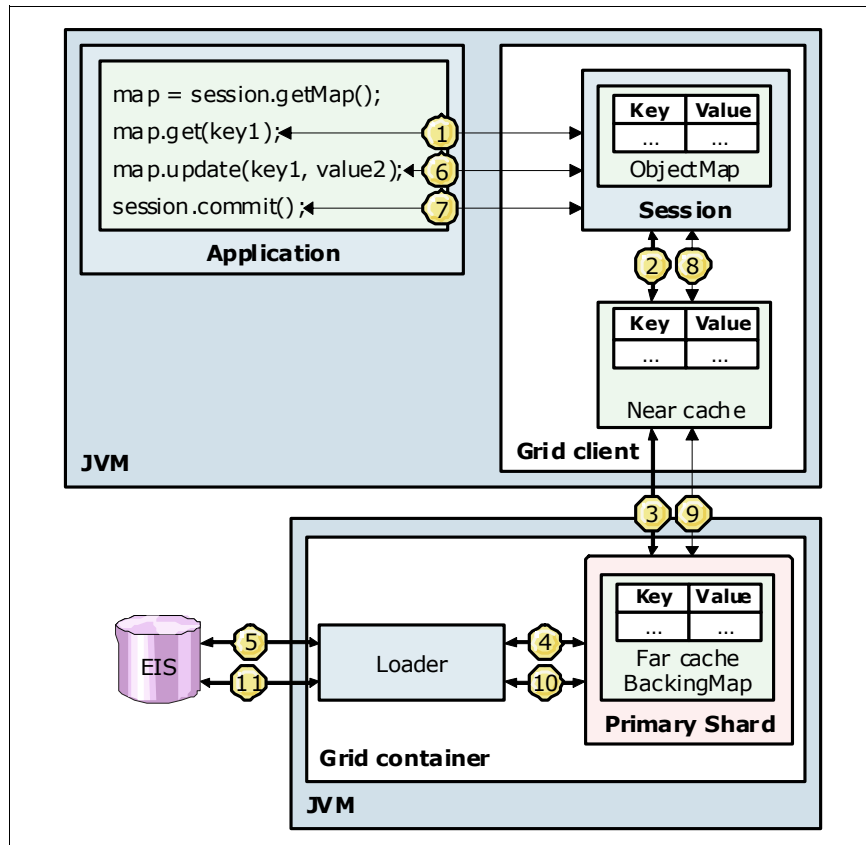 map = session.getMap();
map.get(key1);
1
map.update(key1, value2);
6
session.commit();
7
Application
Key Value
... ...
ObjectMap
Session
2 8
Key Value
... ...
Near cache
Grid client
JVM
3 9
Key Value
... ...
Far cache
BackingMap
Primary Shard
EIS
5
11
Loader
4
10
Grid container
JVM